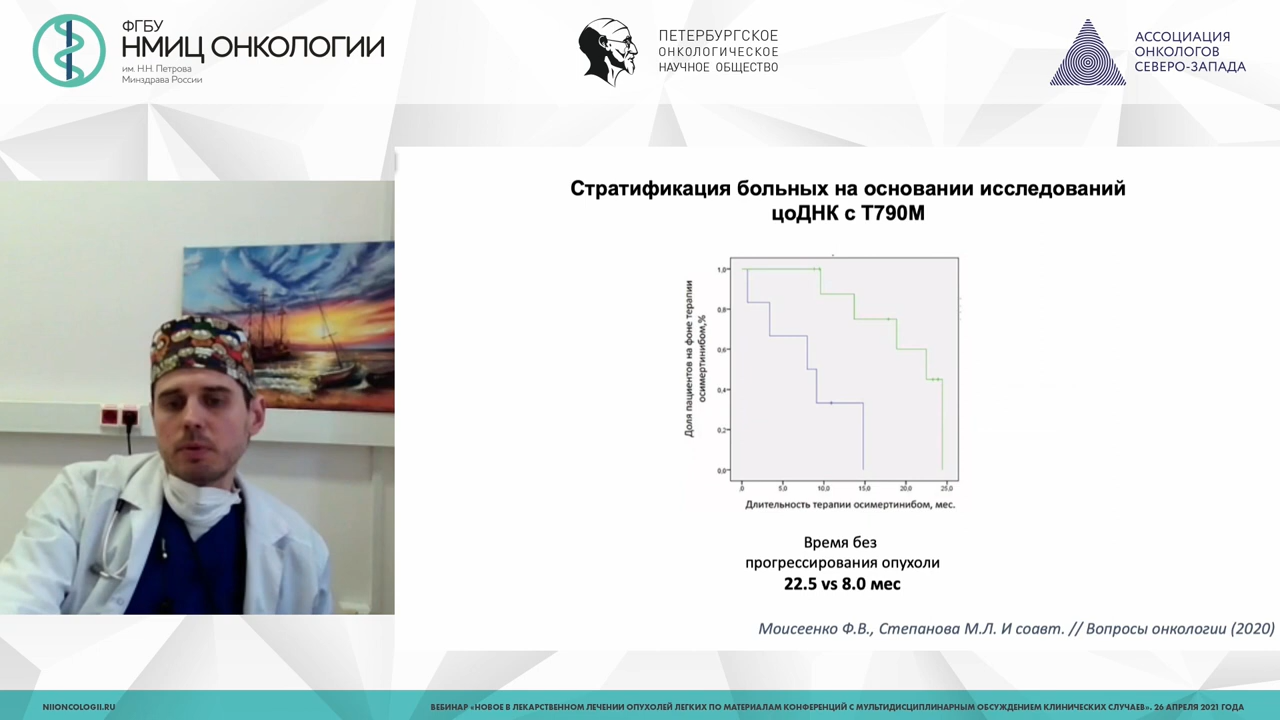 ФГБУ
НМИЦ ОНКОЛОГИИ
им. Н.Н. Петрова
Минздрава России
ПЕТЕРБУРГСКОЕ
ОНКОЛОГИЧЕСКОЕ
НАУЧНОЕ ОБЩЕСТВО
АССОЦИАЦИЯ
ОНКОЛОГОВ
СЕВЕРО-ЗАПАДА
Стратификация больных на основании исследований
цоДНК с T790M
Доля пациентов на фоне терапии
осимертинибом,%
1,0
0,8
0,6
0,4
0,2
0,0
,0 5,0 10,0 15,0 20,0 25,0
Длительность терапии осимертинибом, мес.
Время без
прогрессирования опухоли
22.5 vs 8.0 мес
Моисеенко Ф.В., Степанова М.Л. И соавт. // Вопросы онкологии (2020)
NIIONCOLOGII.RU
ВЕБИНАР «НОВОЕ В ЛЕКАРСТВЕННОМ ЛЕЧЕНИИ ОПУХОЛЕЙ ЛЕГКИХ ПО МАТЕРИАЛАМ КОНФЕРЕНЦИЙ С МУЛЬТИДИСЦИПЛИНАРНЫМ ОБСУЖДЕНИЕМ КЛИНИЧЕСКИХ СЛУЧАЕВ». 26 АПРЕЛЯ 2021 ГОДА